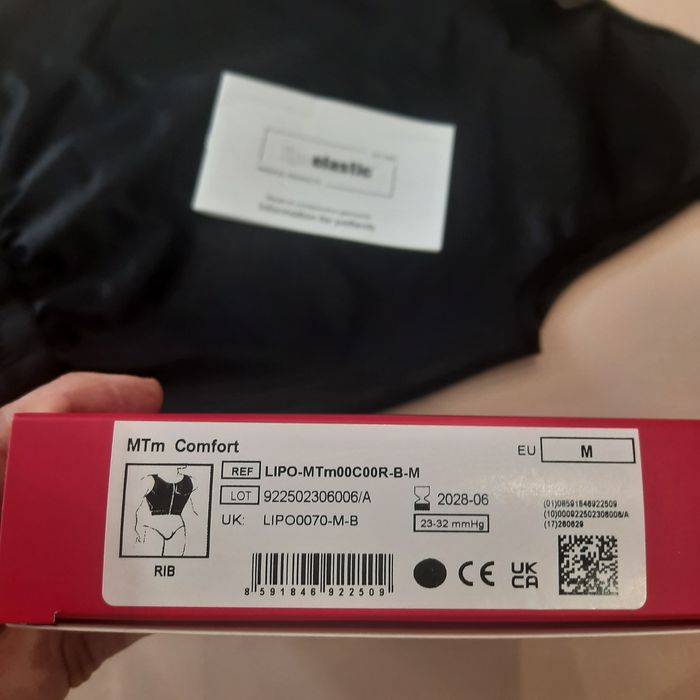 elastic
Information for patients
MTm Comfort
EU M
REF LIPO-MTm00C00R-B-M
LOT 922502306006/A
2028-06
UK: LIPO0070-M-B
23-32 mmHg
(01)08591846922509
(10)000922502306006/A
(17)280629
RIB
8 591846 922509
CE
UK
CA